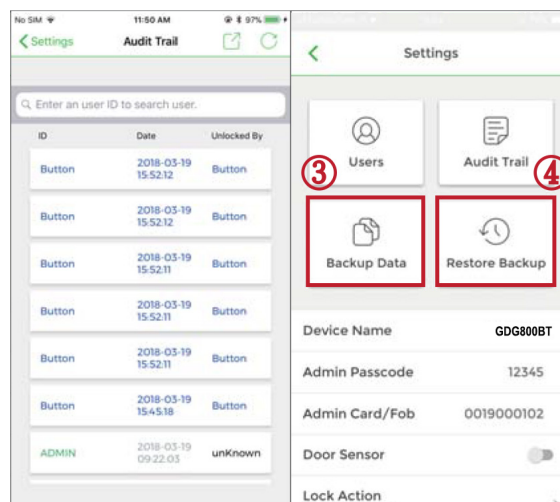 No SIM 11:50 AM 97%
Settings Audit Trail
Enter an user ID to search user.
ID Date Unlocked By
Button 2018-03-19 15:52:12 Button
Button 2018-03-19 15:52:12 Button
Button 2018-03-19 15:52:11 Button
Button 2018-03-19 15:52:11 Button
Button 2018-03-19 15:52:11 Button
Button 2018-03-19 15:45:18 Button
ADMIN 2018-03-19 09:22:03 unKnown
Settings
Users Audit Trail
③ ④
Backup Data Restore Backup
Device Name GDG800BT
Admin Passcode 12345
Admin Card/Fob 0019000102
Door Sensor
Lock Action